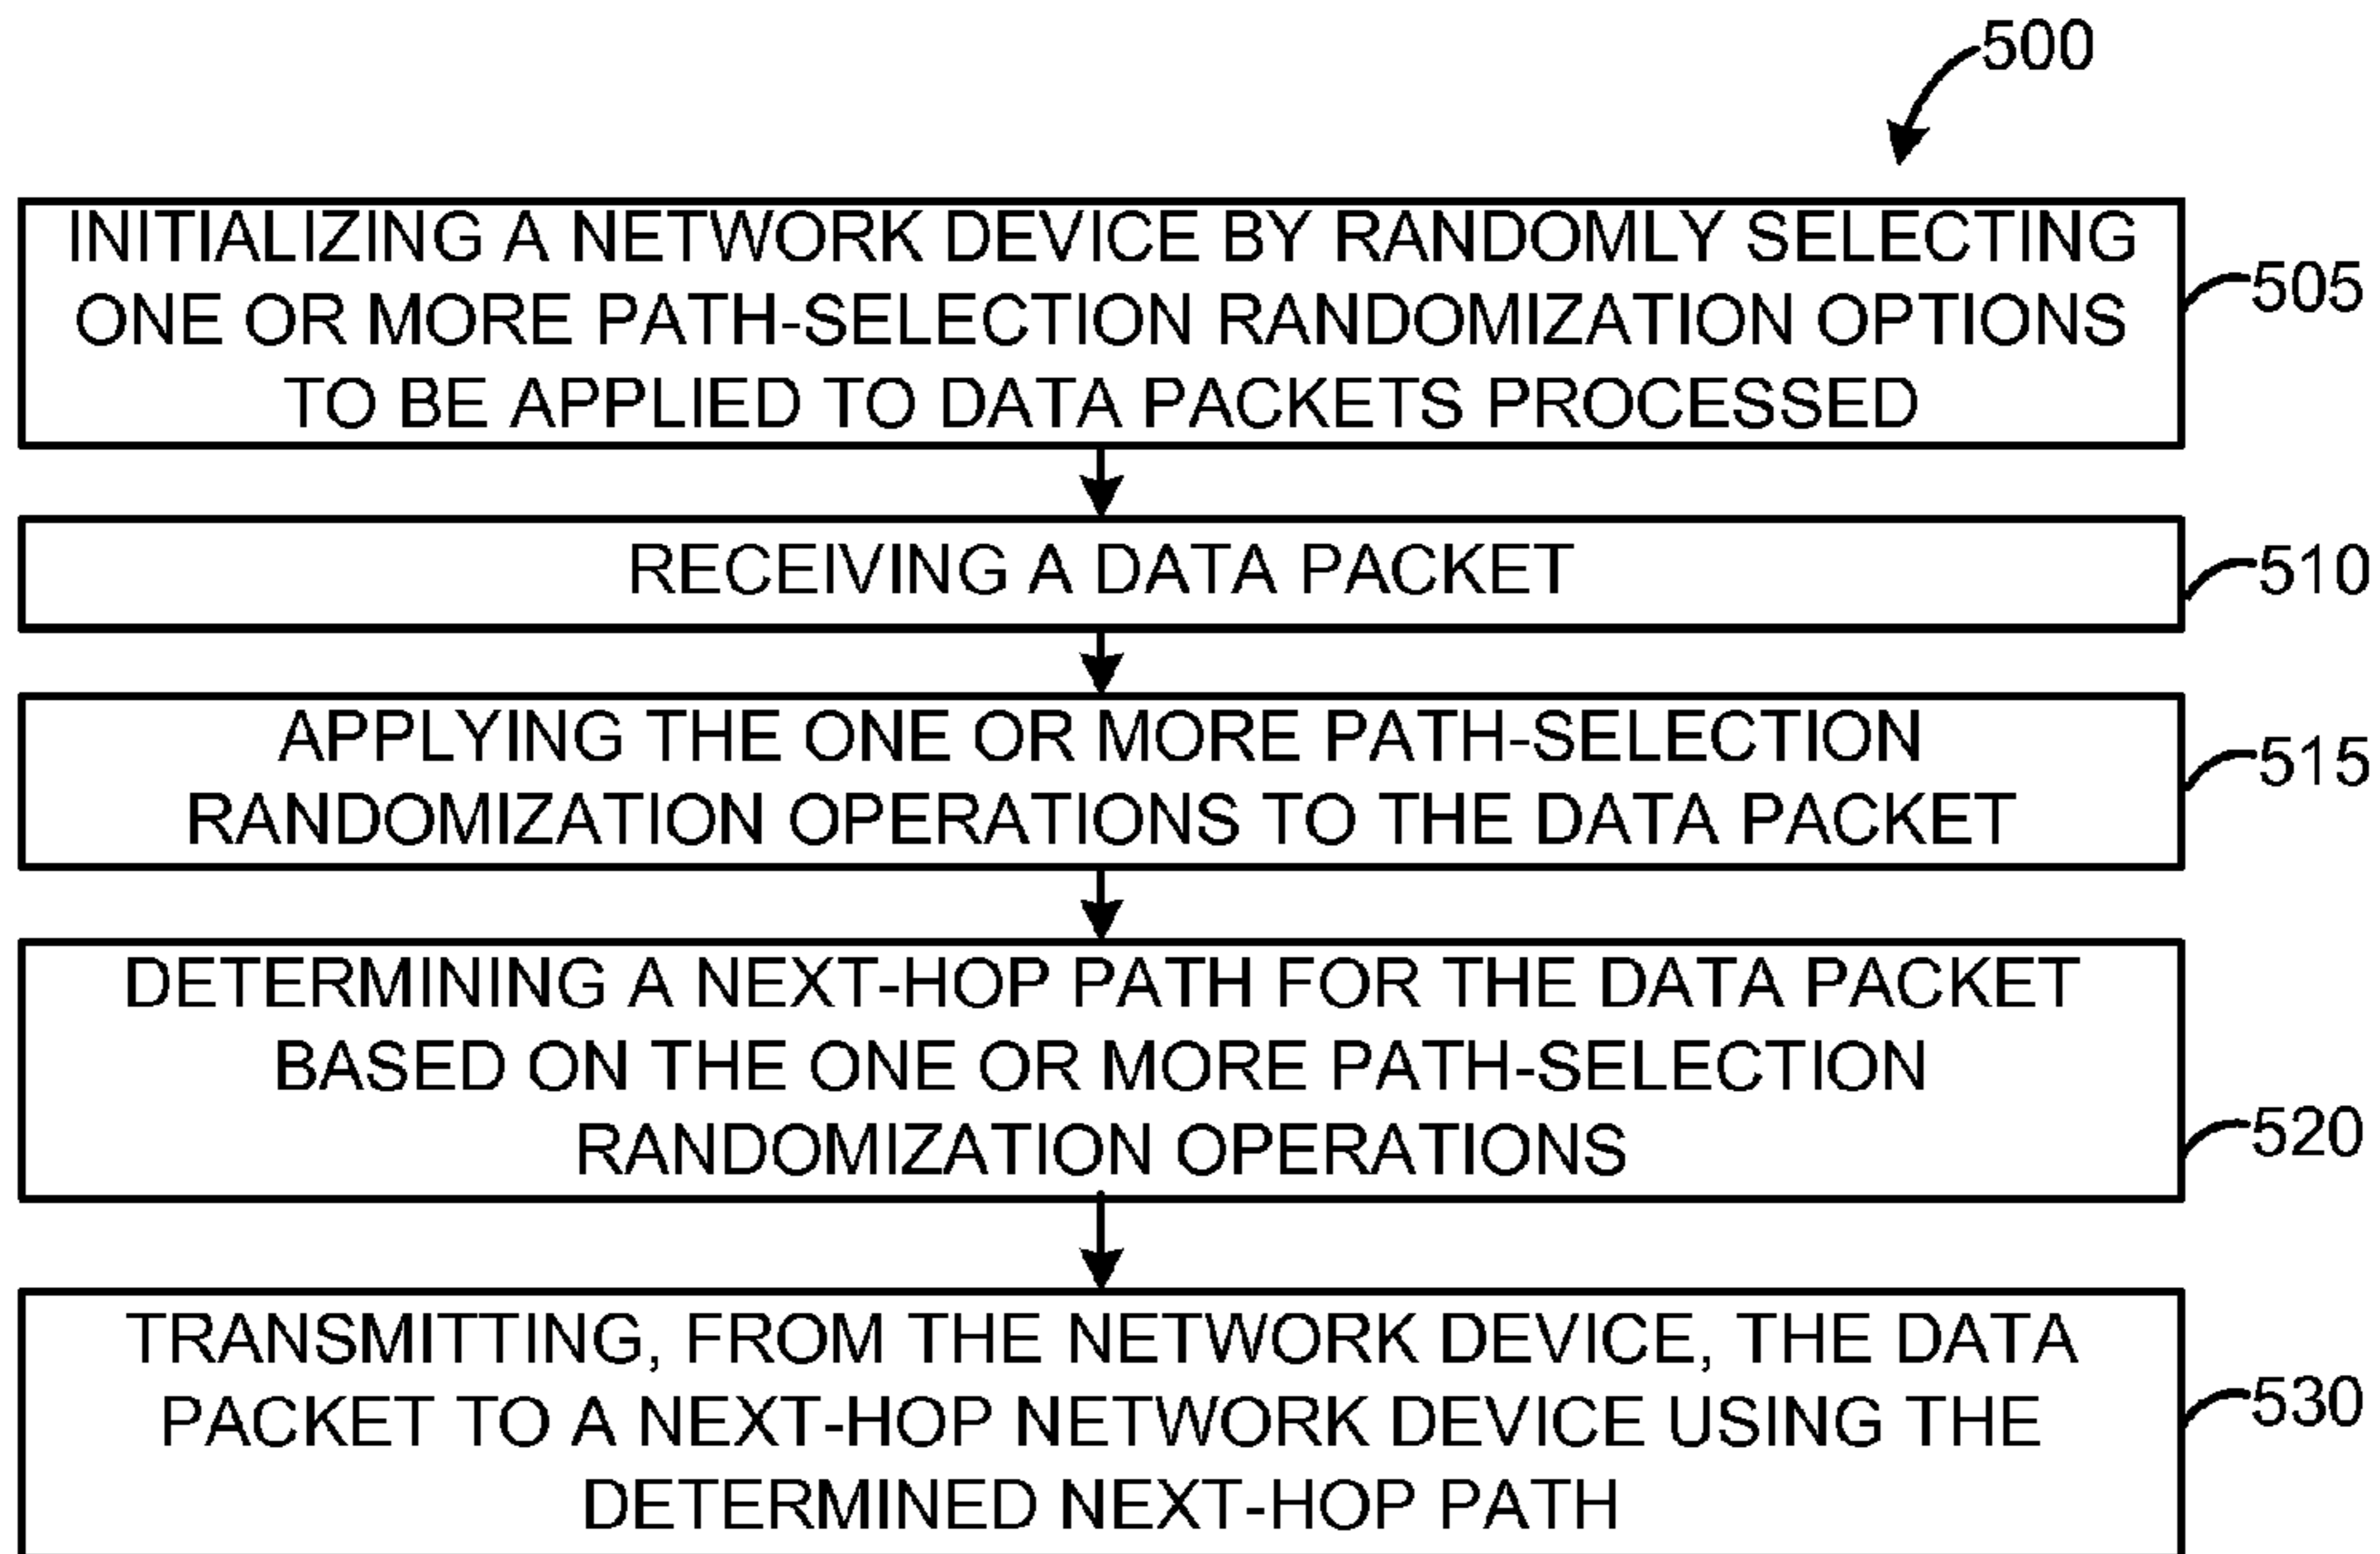 500
INITIALIZING A NETWORK DEVICE BY RANDOMLY SELECTING
ONE OR MORE PATH-SELECTION RANDOMIZATION OPTIONS
TO BE APPLIED TO DATA PACKETS PROCESSED
505
RECEIVING A DATA PACKET
510
APPLYING THE ONE OR MORE PATH-SELECTION
RANDOMIZATION OPERATIONS TO THE DATA PACKET
515
DETERMINING A NEXT-HOP PATH FOR THE DATA PACKET
BASED ON THE ONE OR MORE PATH-SELECTION
RANDOMIZATION OPERATIONS
520
TRANSMITTING, FROM THE NETWORK DEVICE, THE DATA
PACKET TO A NEXT-HOP NETWORK DEVICE USING THE
DETERMINED NEXT-HOP PATH
530